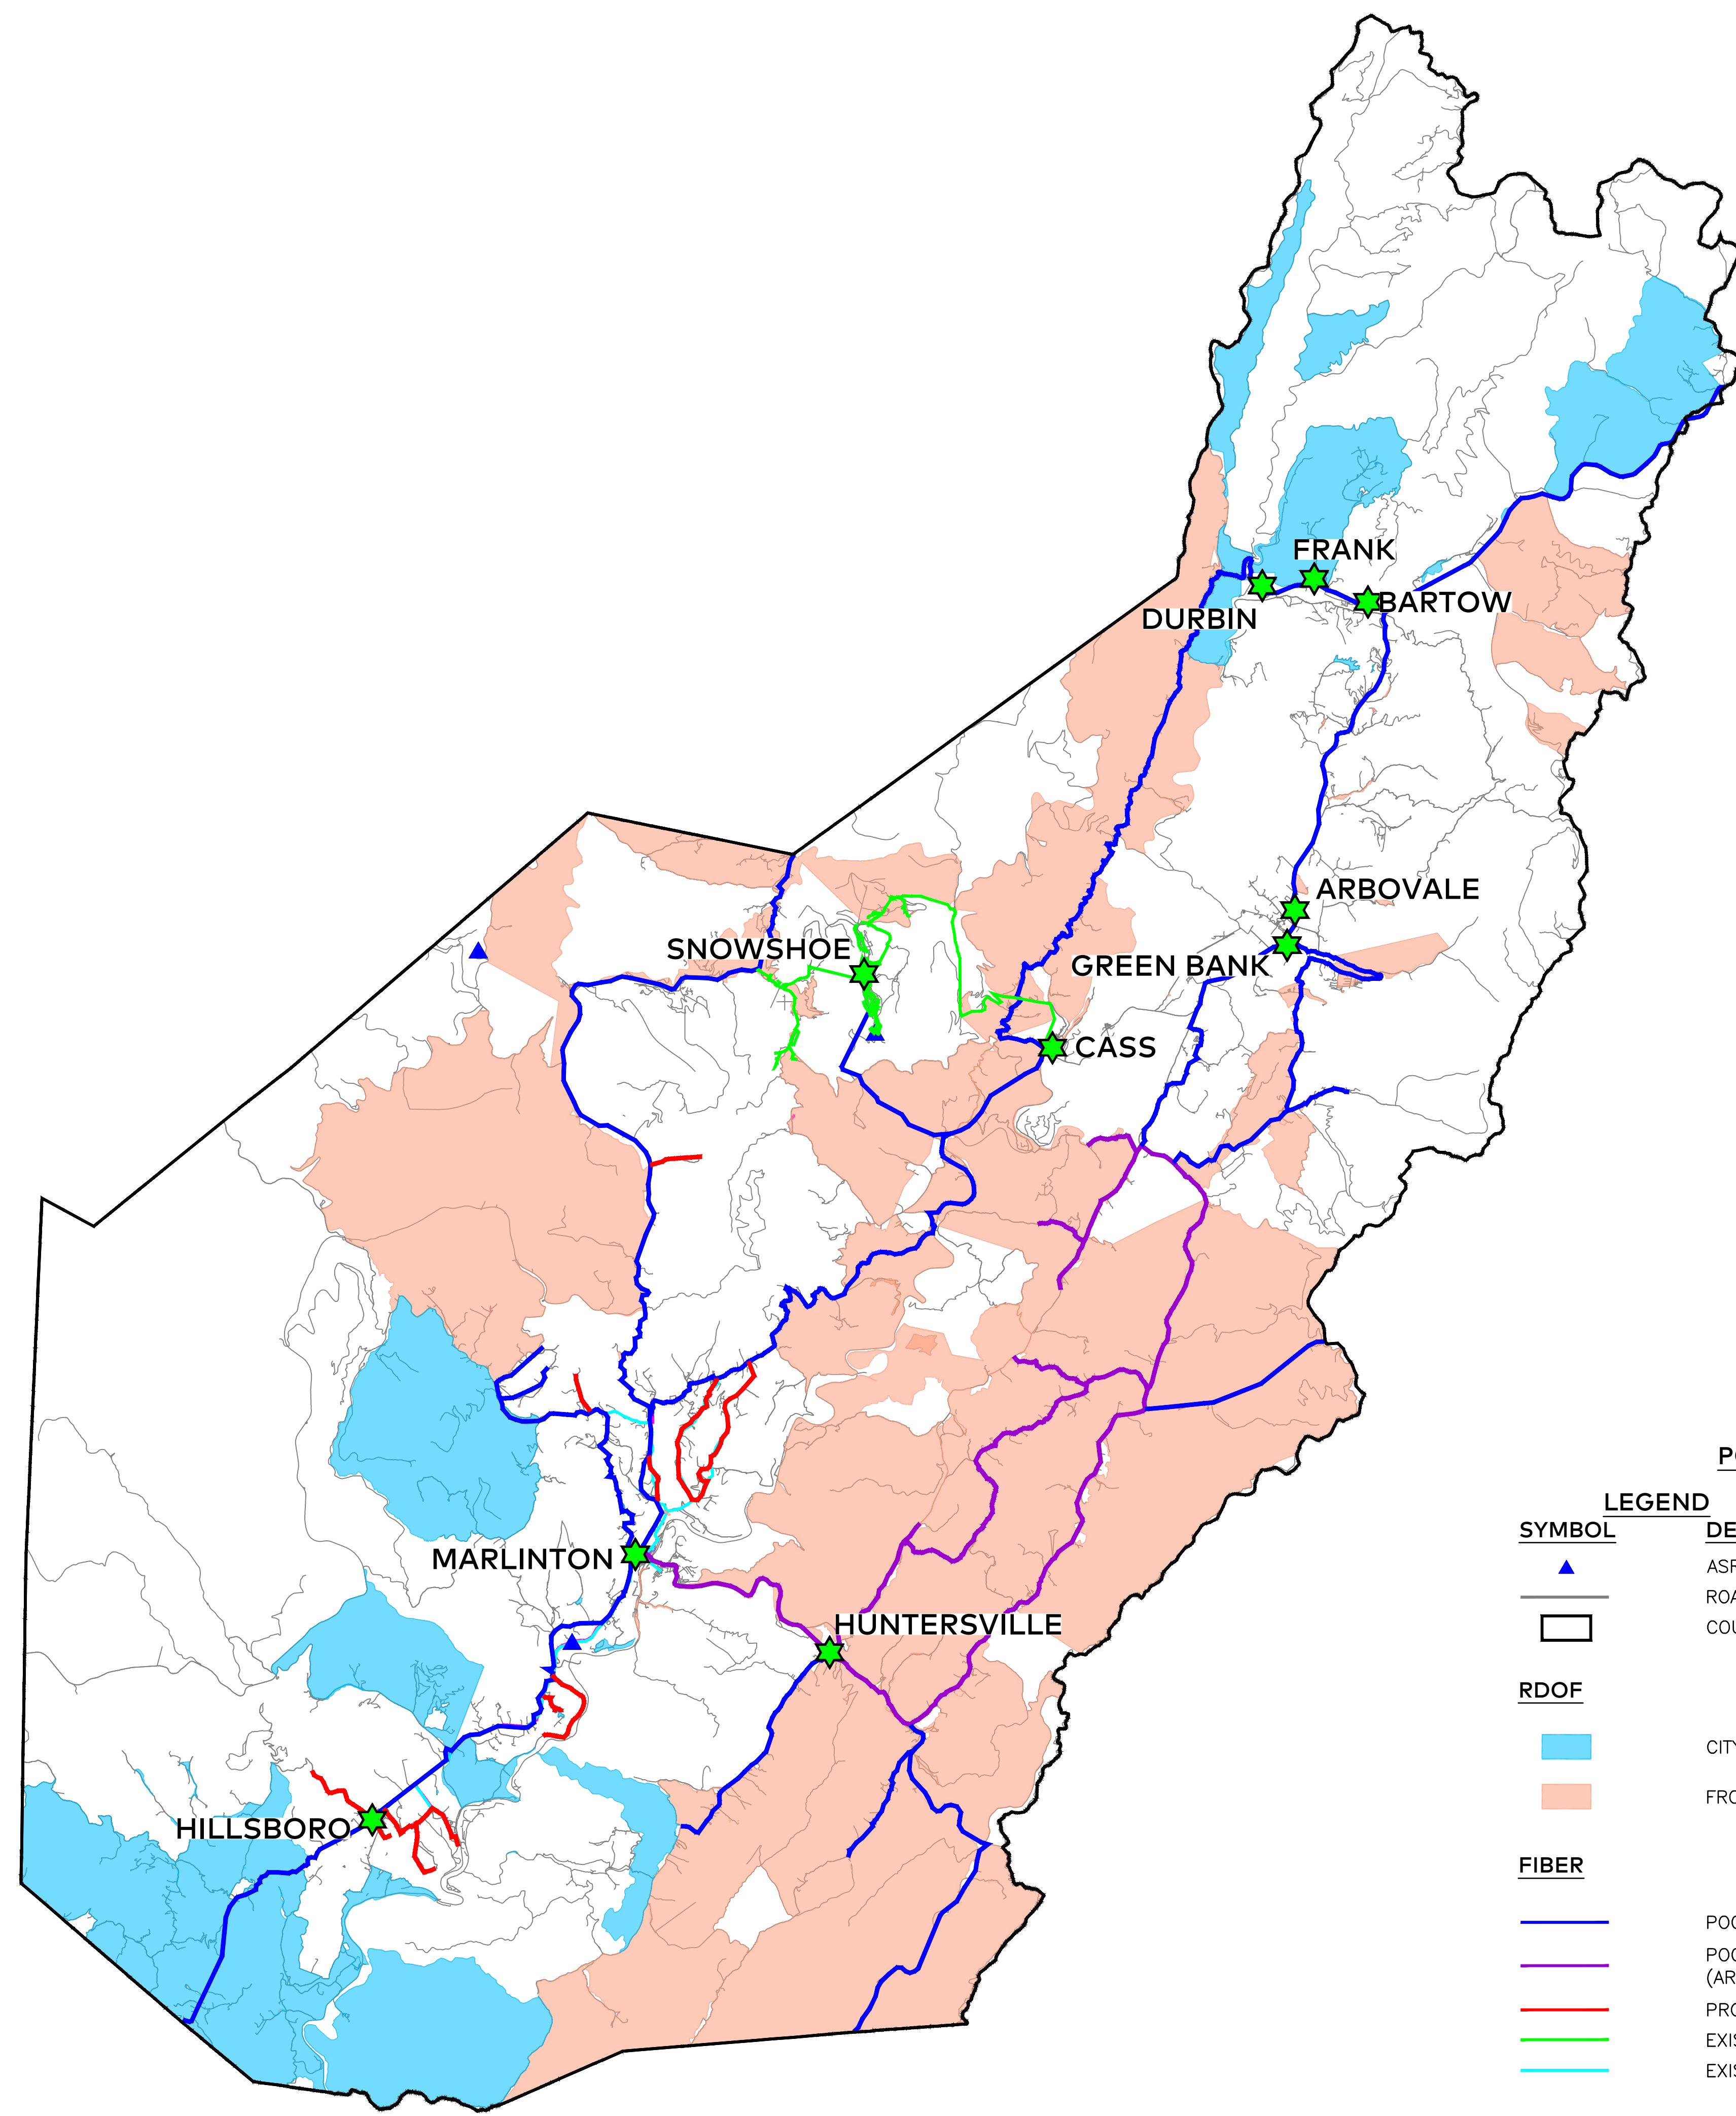 FRANK
BARTOW
DURBIN
ARBOVALE
SNOWSHOE
GREEN BANK
CASS
MARLINTON
HUNTERSVILLE
HILLSBORO
LEGEND
SYMBOL
RDOF
FIBER